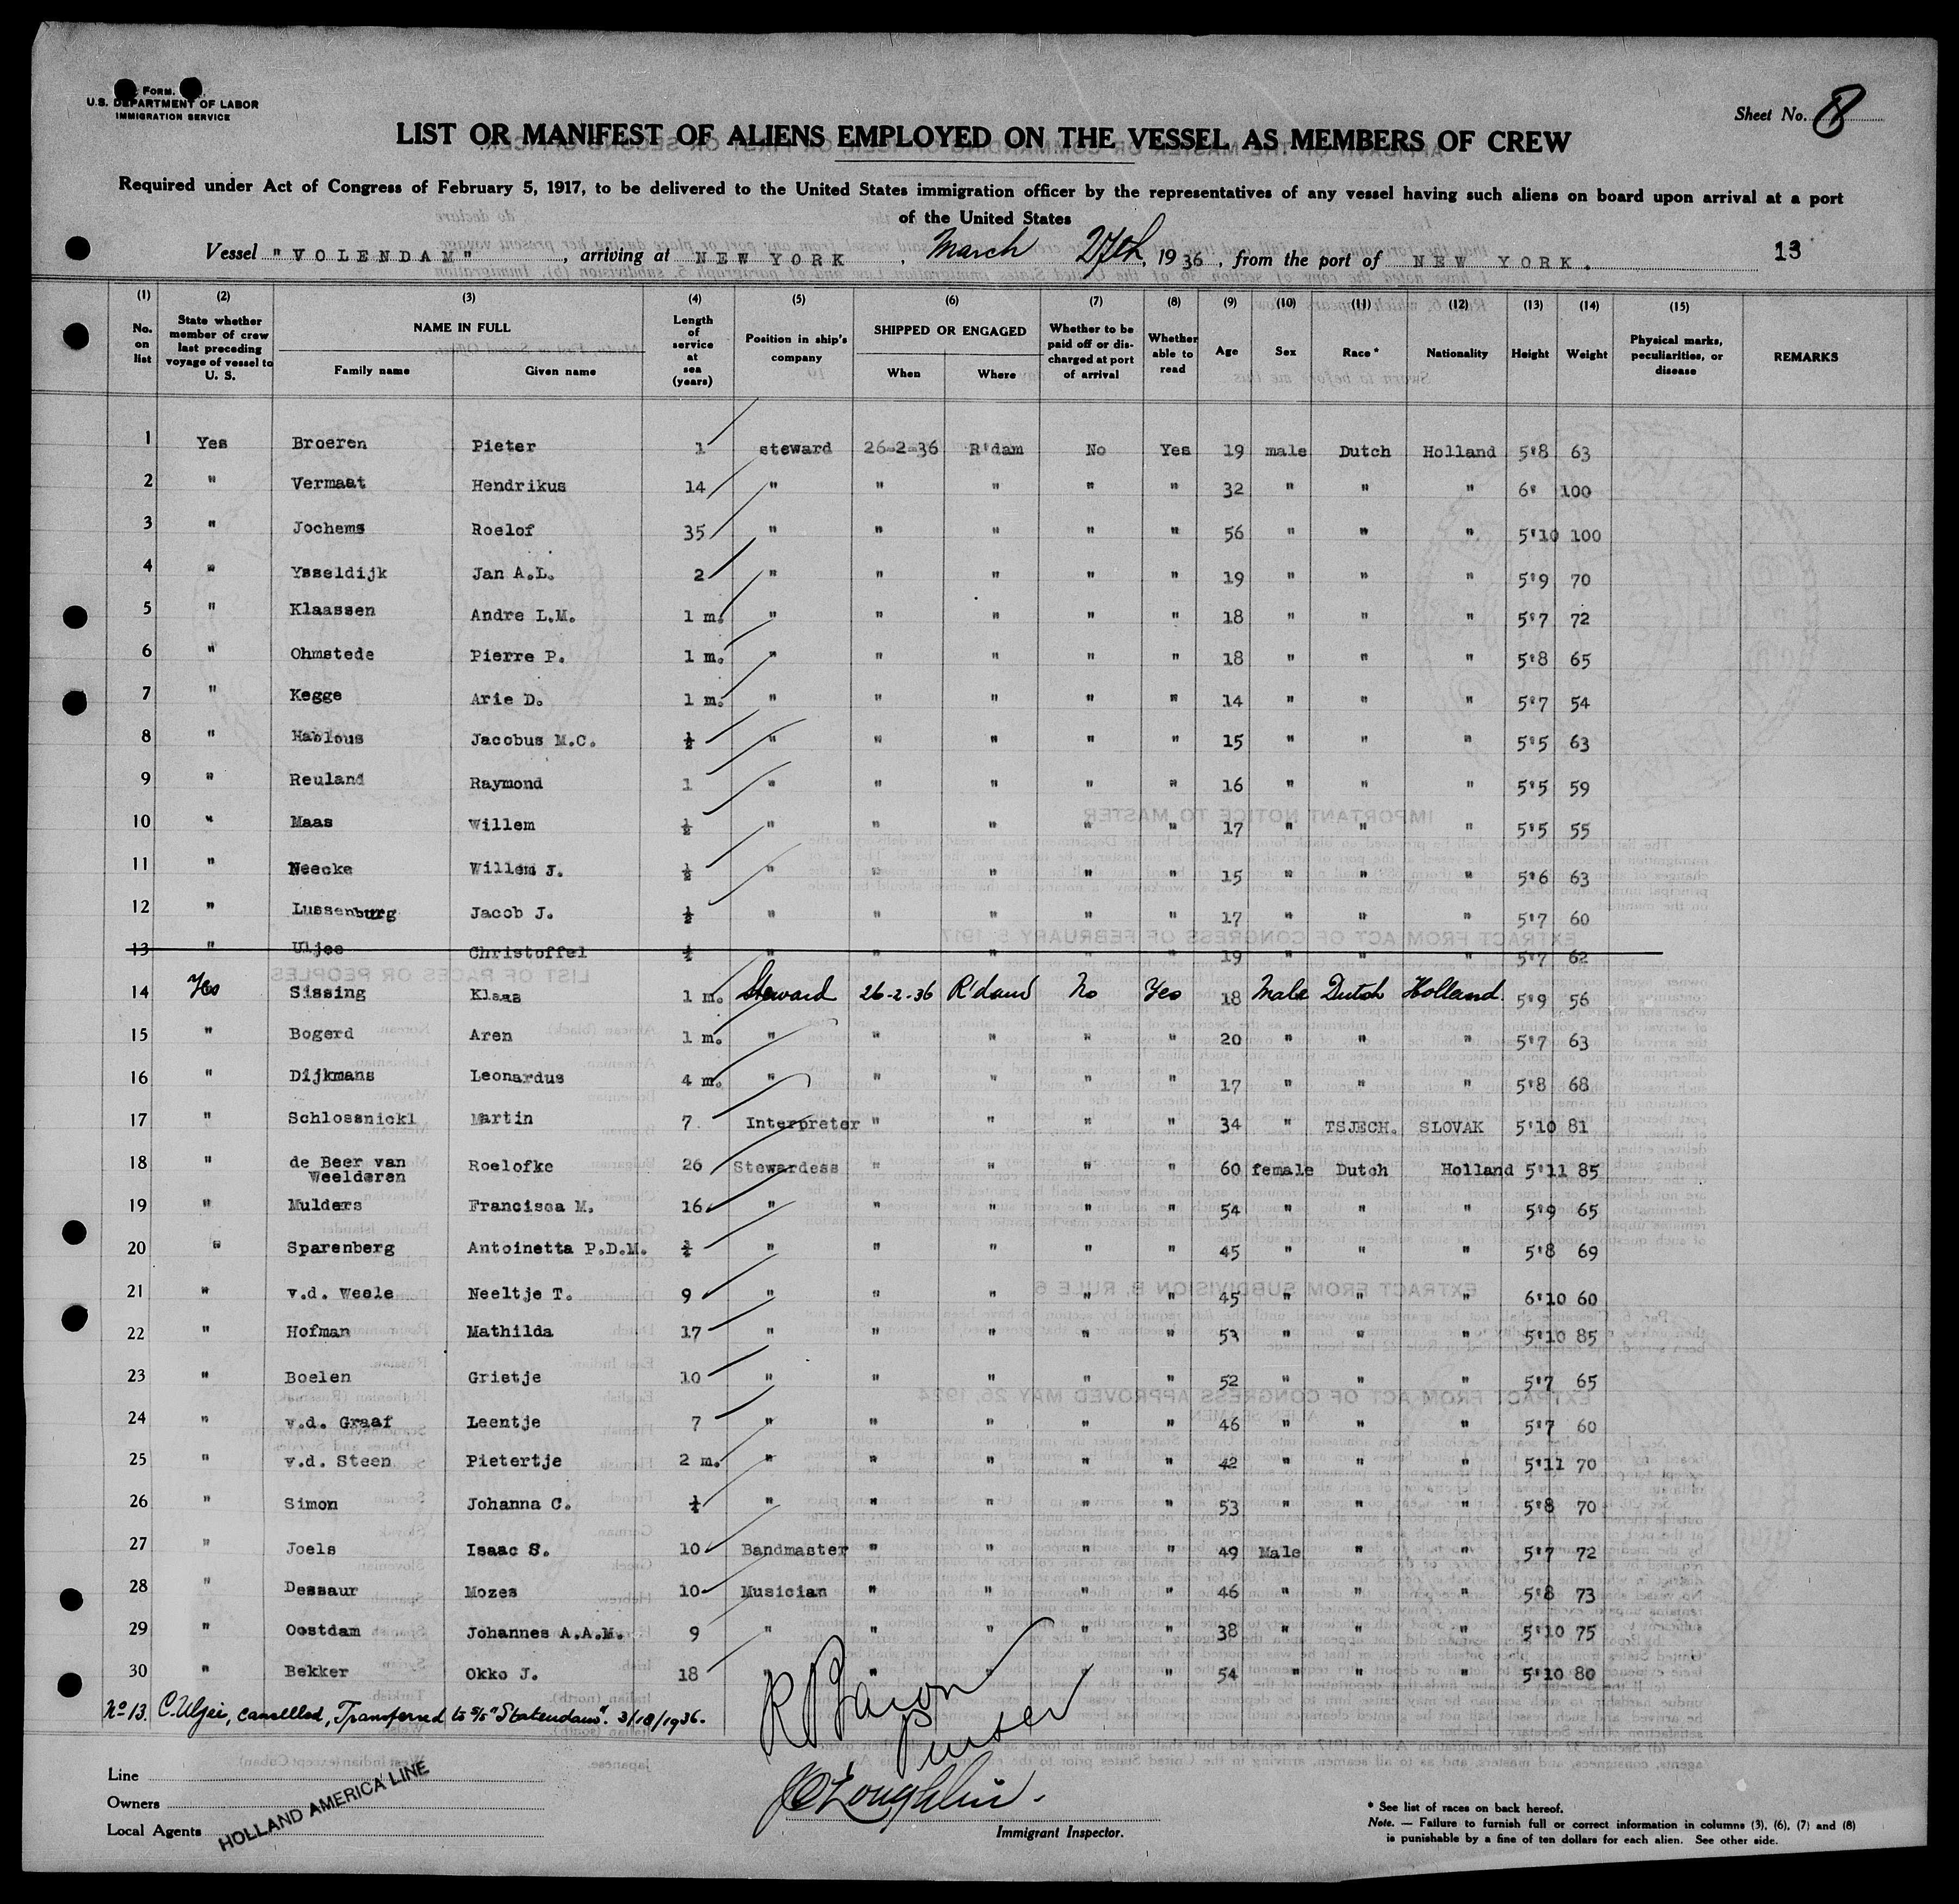 Form.
U.S. DEPARTMENT OF LABOR
IMMIGRATION SERVICE
Sheet No. 8
LIST OR MANIFEST OF ALIENS EMPLOYED ON THE VESSEL AS MEMBERS OF CREW
Required under Act of Congress of February 5, 1917, to be delivered to the United States immigration officer by the representatives of any vessel having such aliens on board upon arrival at a port
of the United States
Vessel "VOLENDAM", arriving at NEW YORK, March 27th, 1936, from the port of NEW YORK. 13
(1) (2) (3) (4) (5) (6) (7) (8) (9) (10) (11) (12) (13) (14) (15)
No. on list | State whether member of crew last preceding voyage of vessel to U. S. | NAME IN FULL Family name Given name | Length of service at sea (years) | Position in ship's company | SHIPPED OR ENGAGED When Where | Whether to be paid off or discharged at port of arrival | Whether able to read | Age | Sex | Race * | Nationality | Height | Weight | Physical marks, peculiarities, or disease | REMARKS
1 Yes Broeren Pieter 1 steward 26-2-36 R'dam No Yes 19 male Dutch Holland 5'8 63
2 " Vermaat Hendrikus 14 " " " " " 32 " " " 6' 100
3 " Jochems Roelof 35 " " " " " 56 " " " 5'10 100
4 " Ysseldijk Jan A.L. 2 " " " " " 19 " " " 5'9 70
5 " Klaassen Andre L.M. 1 m. " " " " " 18 " " " 5'7 72
6 " Ohmstede Pierre P. 1 m. " " " " " 18 " " " 5'8 65
7 " Kegge Arie D. 1 m. " " " " " 14 " " " 5'7 54
8 " Hablous Jacobus M.C. ½ " " " " " 15 " " " 5'5 63
9 " Reuland Raymond 1 " " " " " 16 " " " 5'5 59
10 " Maas Willem ½ " " " " " 17 " " " 5'5 55
11 " Neecke Willem J. ½ " " " " " 15 " " " 5'6 63
12 " Lussenburg Jacob J. ½ " " " " " 17 " " " 5'7 60
13 " Uljee Christoffel " " " " " 19 " " " 5'7 62
14 Yes Sissing Klaas 1 m. Steward 26-2-36 R'dam No Yes 18 Male Dutch Holland. 5'9 56
15 " Bogerd Aren 1 m. " " " " " 20 " " " 5'7 63
16 " Dijkmans Leonardus 4 m. " " " " " 17 " " " 5'8 68
17 " Schlossnickl Martin 7 Interpreter " " " " 34 " TSJECH. SLOVAK 5'10 81
18 " de Beer van Weelderen Roelofke 26 Stewardess " " " " 60 female Dutch Holland 5'11 85
19 " Mulders Francisca M. 16 " " " " " 54 " " " 5'9 65
20 " Sparenberg Antoinetta P.D.M. " " " " " 45 " " " 5'8 69
21 " v.d. Weele Neeltje T. 9 " " " " " 45 " " " 6'10 60
22 " Hofman Mathilda 17 " " " " " 53 " " " 5'10 85
23 " Boelen Grietje 10 " " " " " 52 " " " 5'7 65
24 " v.d. Graaf Leentje 7 " " " " " 46 " " " 5'7 60
25 " v.d. Steen Pietertje 2 m. " " " " " 42 " " " 5'11 70
26 " Simon Johanna C. " " " " " 53 " " " 5'8 70
27 " Joels Isaac S. 10 Bandmaster " " " " 49 Male " " 5'7 72
28 " Dessaur Mozes 10 Musician " " " " 46 " " " 5'8 73
29 " Oostdam Johannes A.A.M. 9 " " " " " 38 " " " 5'10 75
30 " Bekker Okko J. 18 " " " " " 54 " " " 5'10 80
No 13. C. Uljee, cancelled, Transferred to s/s "Statendam". 3/18/1936.
Purser
Line
Owners
Local Agents
HOLLAND AMERICA LINE
JO'Loughlin.
Immigrant Inspector.
* See list of races on back hereof.
Note. — Failure to furnish full or correct information in columns (3), (6), (7) and (8)
is punishable by a fine of ten dollars for each alien. See other side.